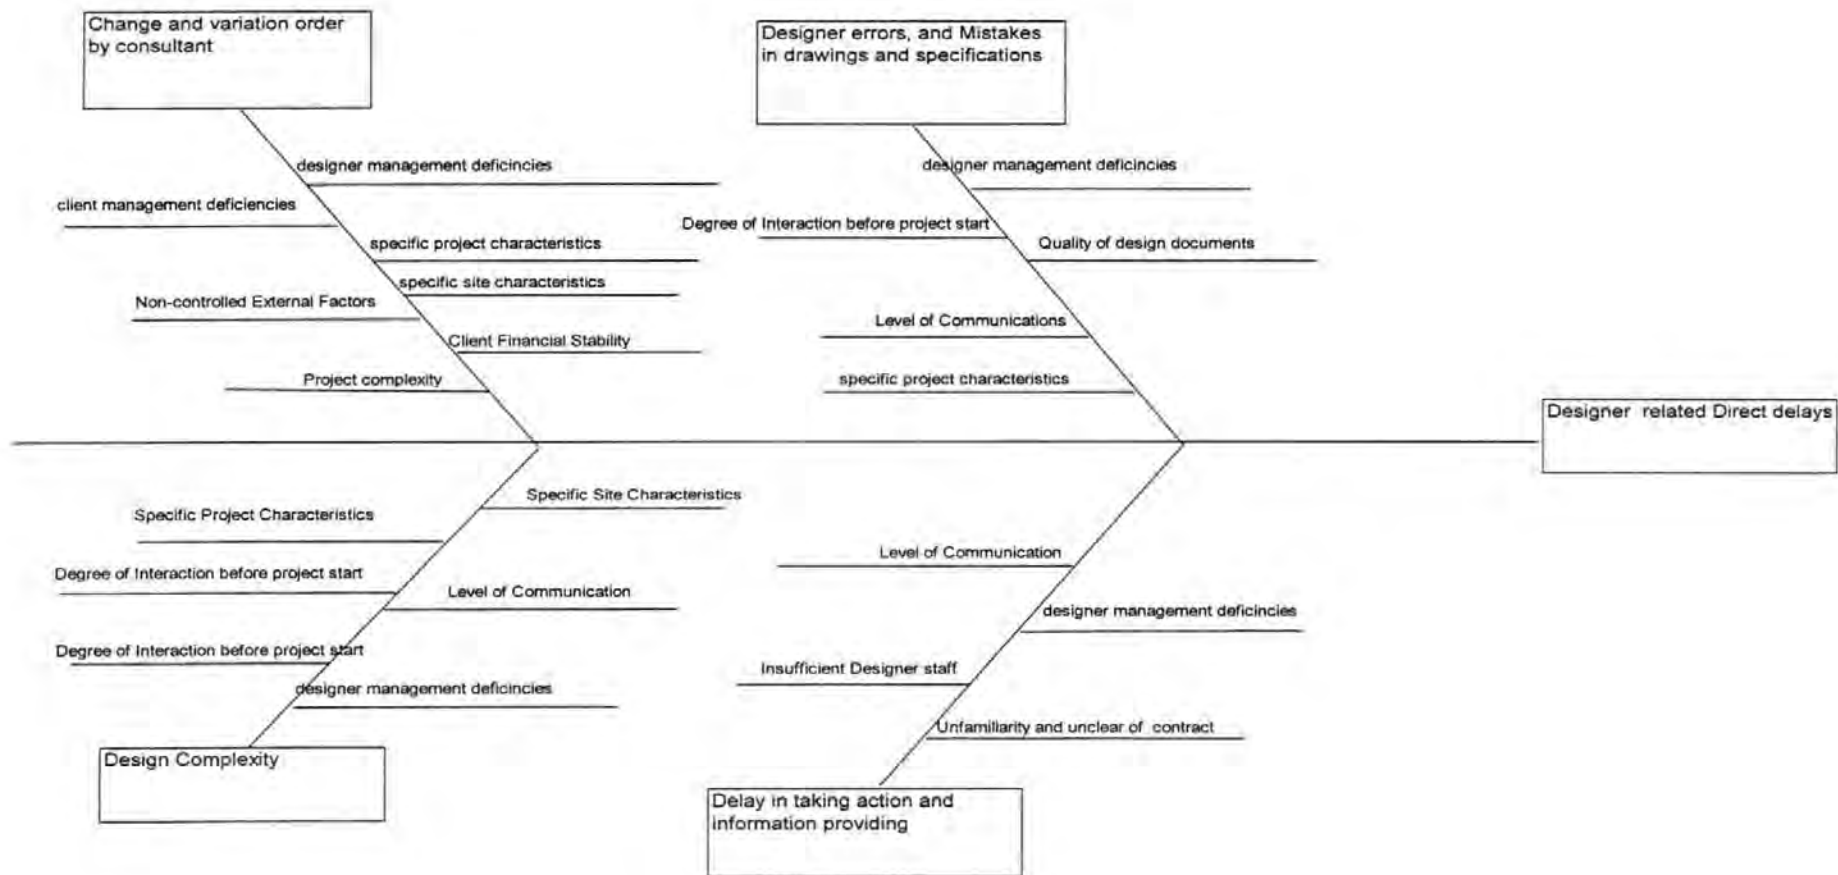 Change and variation order
by consultant
Designer errors, and Mistakes
in drawings and specifications
designer management deficincies
designer management deficincies
client management deficiencies
Degree of Interaction before project start
specific project characteristics
Quality of design documents
specific site characteristics
Non-controlled External Factors
Level of Communications
Client Financial Stability
Project complexity
specific project characteristics
Designer related Direct delays
Specific Site Characteristics
Specific Project Characteristics
Level of Communication
Degree of Interaction before project start
Level of Communication
designer management deficincies
Degree of Interaction before project start
Insufficient Designer staff
designer management deficincies
Unfamiliarity and unclear of contract
Design Complexity
Delay in taking action and
information providing